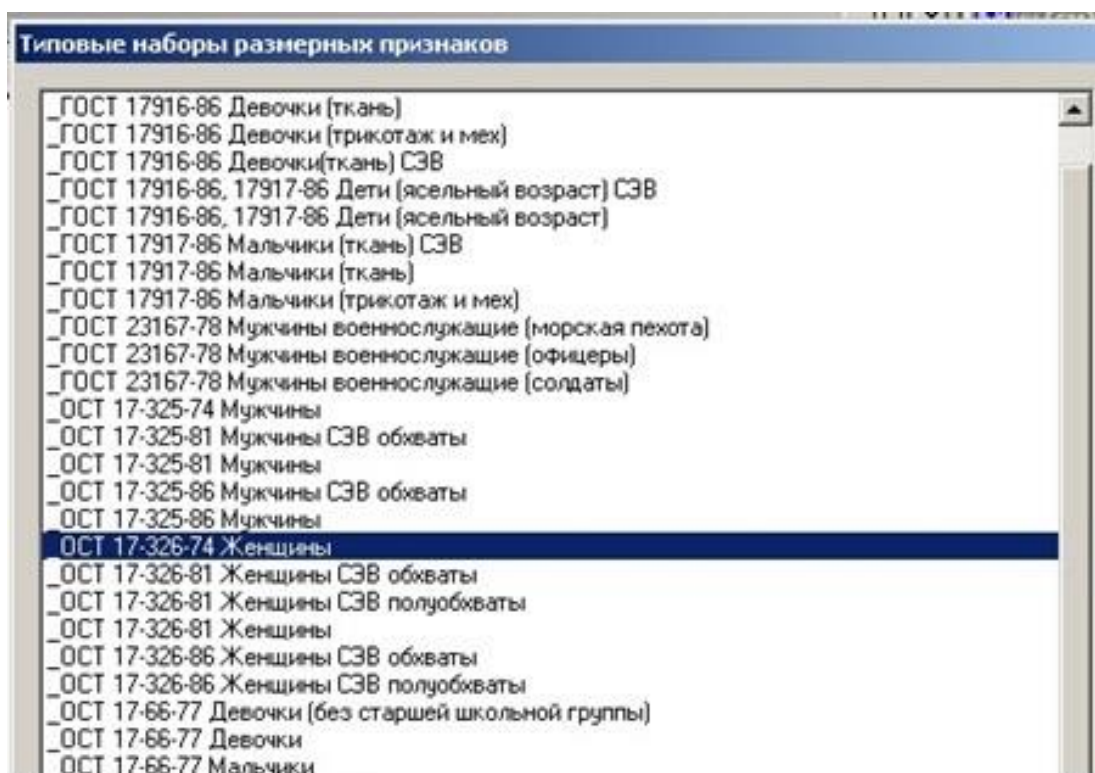 Типовые наборы размерных признаков
_ГОСТ 17916-86 Девочки (ткань)
_ГОСТ 17916-86 Девочки (трикотаж и мех)
_ГОСТ 17916-86 Девочки(ткань) СЭВ
_ГОСТ 17916-86, 17917-86 Дети (ясельный возраст) СЭВ
_ГОСТ 17916-86, 17917-86 Дети (ясельный возраст)
_ГОСТ 17917-86 Мальчики (ткань) СЭВ
_ГОСТ 17917-86 Мальчики (ткань)
_ГОСТ 17917-86 Мальчики (трикотаж и мех)
_ГОСТ 23167-78 Мужчины военнослужащие (морская пехота)
_ГОСТ 23167-78 Мужчины военнослужащие (офицеры)
_ГОСТ 23167-78 Мужчины военнослужащие (солдаты)
_ОСТ 17-325-74 Мужчины
_ОСТ 17-325-81 Мужчины СЭВ обхваты
_ОСТ 17-325-81 Мужчины
_ОСТ 17-325-86 Мужчины СЭВ обхваты
_ОСТ 17-325-86 Мужчины
_ОСТ 17-326-74 Женщины
_ОСТ 17-326-81 Женщины СЭВ обхваты
_ОСТ 17-326-81 Женщины СЭВ полуобхваты
_ОСТ 17-326-81 Женщины
_ОСТ 17-326-86 Женщины СЭВ обхваты
_ОСТ 17-326-86 Женщины СЭВ полуобхваты
_ОСТ 17-66-77 Девочки (без старшей школьной группы)
_ОСТ 17-66-77 Девочки
_ОСТ 17-66-77 Мальчики